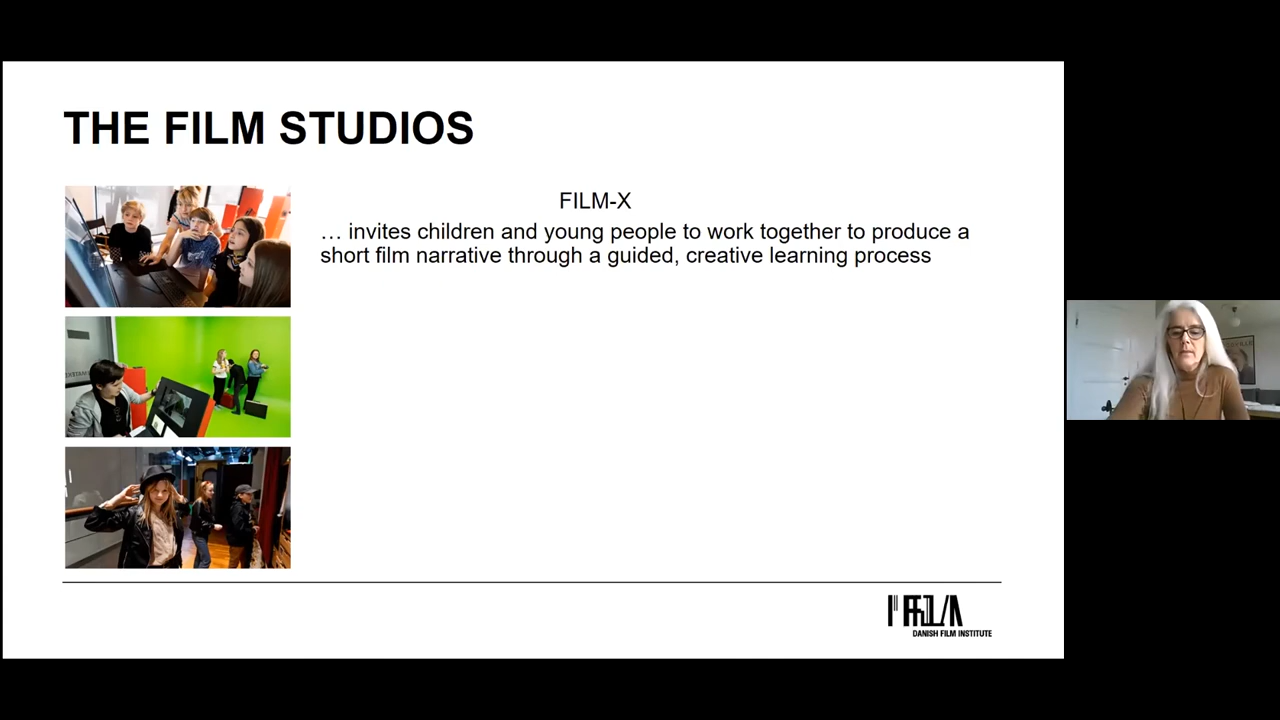 THE FILM STUDIOS
FILM-X
… invites children and young people to work together to produce a
short film narrative through a guided, creative learning process
DANISH FILM INSTITUTE